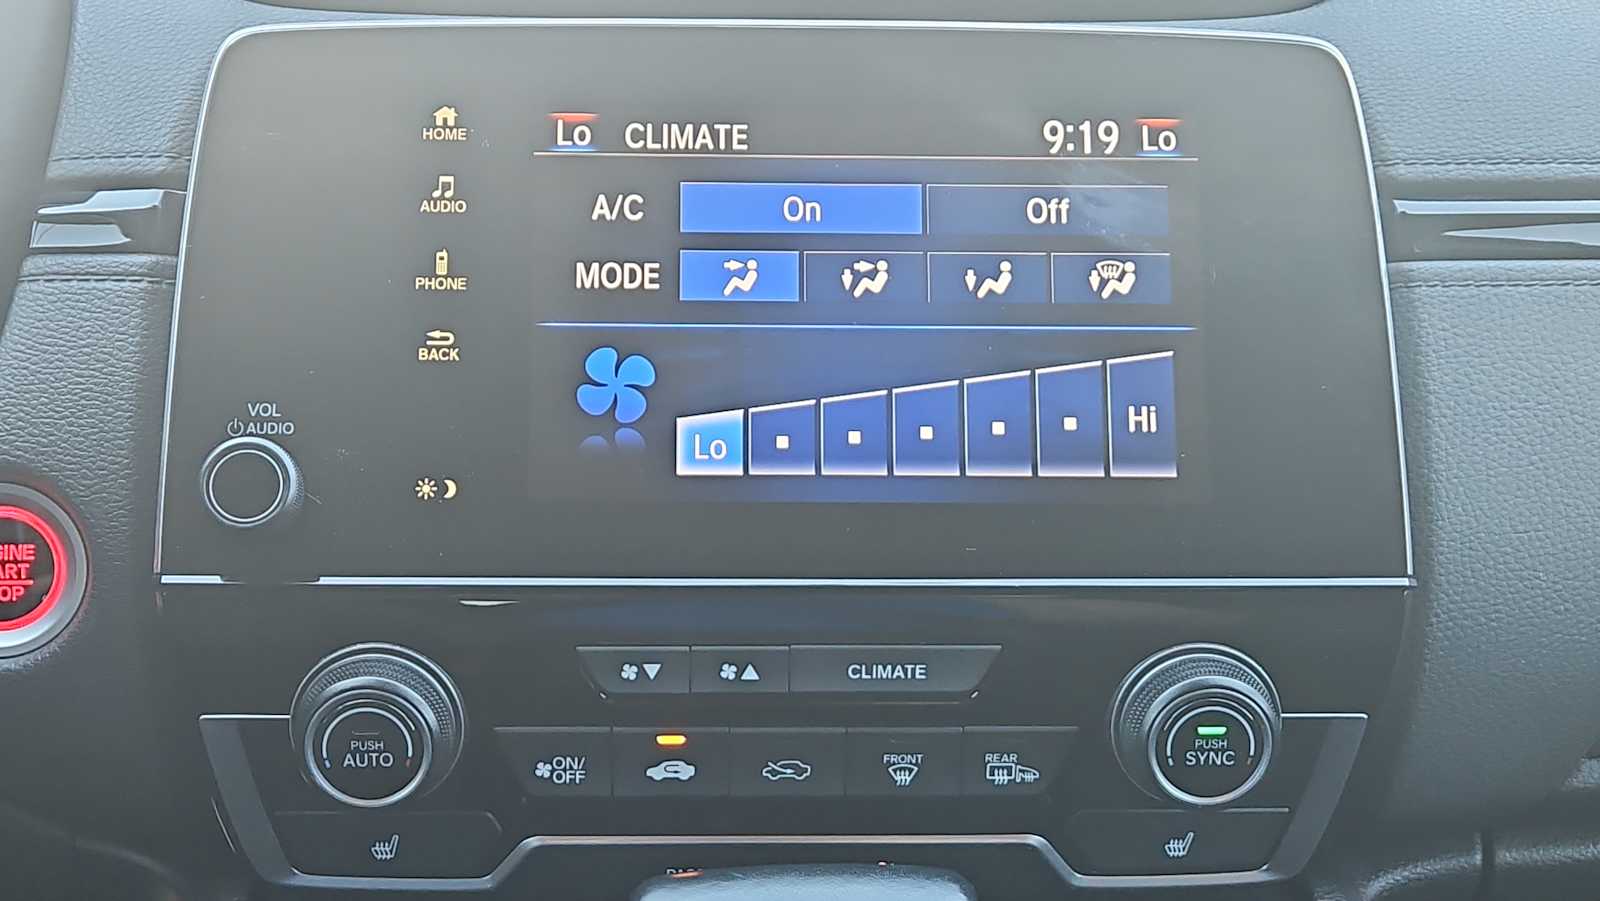 HOME
Lo CLIMATE 9:19 Lo
AUDIO
A/C On Off
PHONE
MODE
BACK
Lo Hi
VOL
AUDIO
CLIMATE
PUSH
AUTO
ON/
OFF
FRONT
REAR
PUSH
SYNC